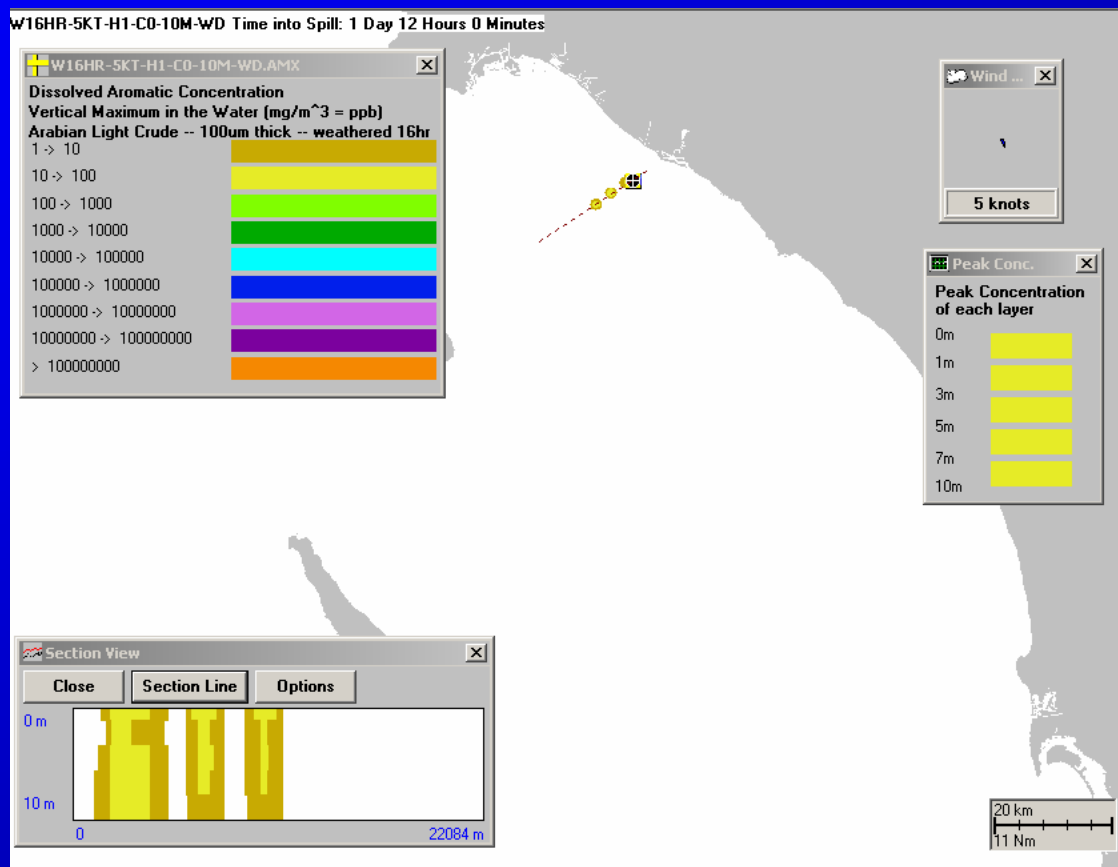 W16HR-5KT-H1-C0-10M-WD Time into Spill: 1 Day 12 Hours 0 Minutes
W16HR-5KT-H1-C0-10M-WD.AMX
Dissolved Aromatic Concentration
Vertical Maximum in the Water (mg/m^3 = ppb)
Arabian Light Crude -- 100um thick -- weathered 16hr
1 -> 10
10 -> 100
100 -> 1000
1000 -> 10000
10000 -> 100000
100000 -> 1000000
1000000 -> 10000000
10000000 -> 100000000
> 100000000
Wind ...
5 knots
Peak Conc.
Peak Concentration
of each layer
0m
1m
3m
5m
7m
10m
Section View
Close Section Line Options
0 m
10 m
0 22084 m
20 km
11 Nm